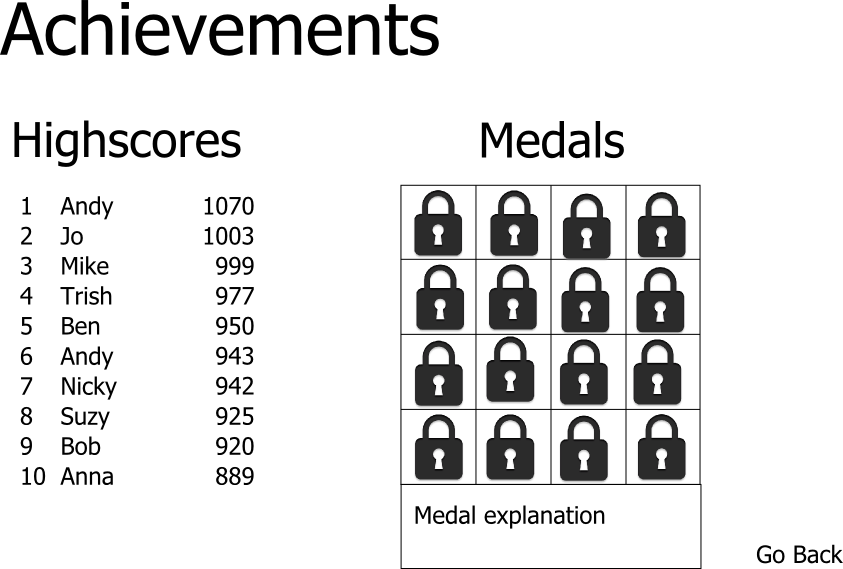 Achievements
Highscores
1 Andy 1070
2 Jo 1003
3 Mike 999
4 Trish 977
5 Ben 950
6 Andy 943
7 Nicky 942
8 Suzy 925
9 Bob 920
10 Anna 889
Medals
Medal explanation
Go Back